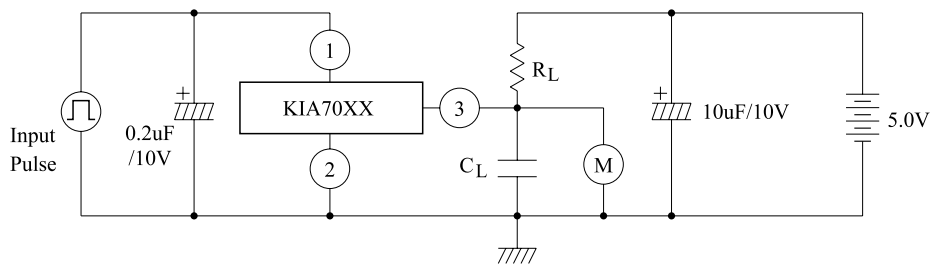 1
R_L
KIA70XX
3
10uF/10V
5.0V
Input
Pulse
0.2uF
/10V
2
C_L
M